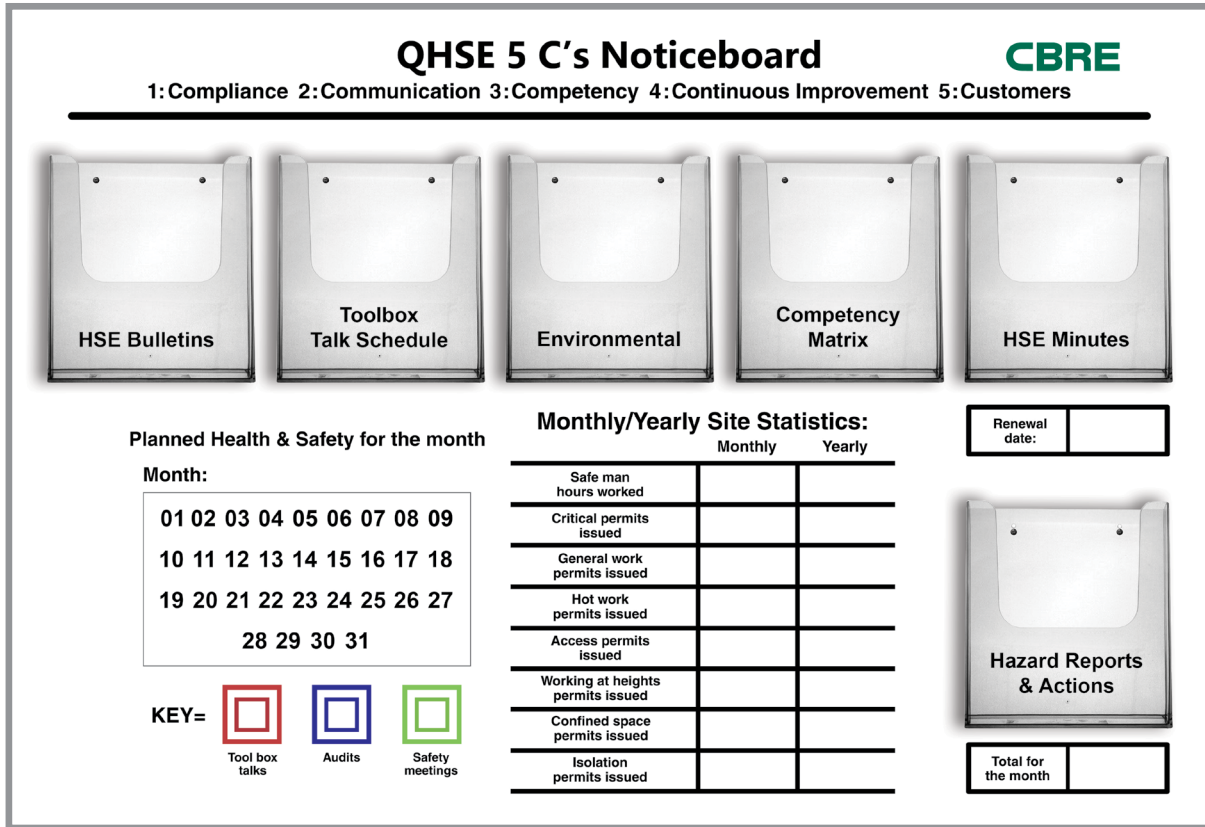 QHSE 5 C's Noticeboard
CBRE
1:Compliance 2:Communication 3:Competency 4:Continuous Improvement 5:Customers
HSE Bulletins
Toolbox
Talk Schedule
Environmental
Competency
Matrix
HSE Minutes
Renewal
date:
Planned Health & Safety for the month
Month:
01 02 03 04 05 06 07 08 09
10 11 12 13 14 15 16 17 18
19 20 21 22 23 24 25 26 27
28 29 30 31
KEY=
Tool box
talks
Audits
Safety
meetings
Monthly/Yearly Site Statistics:
Monthly Yearly
Safe man
hours worked
Critical permits
issued
General work
permits issued
Hot work
permits issued
Access permits
issued
Working at heights
permits issued
Confined space
permits issued
Isolation
permits issued
Hazard Reports
& Actions
Total for
the month